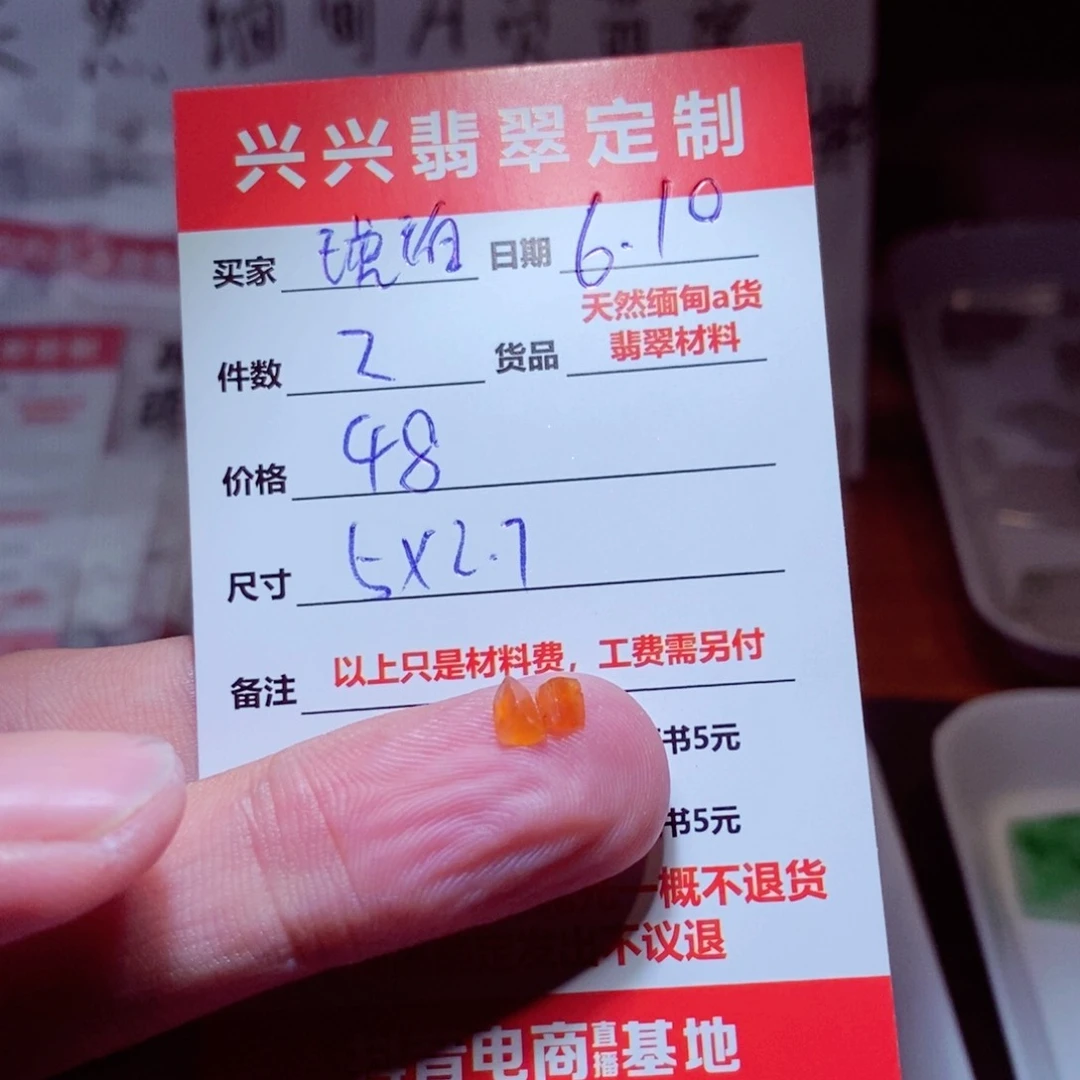 兴兴翡翠定制
买家 琥珀 日期 6.10
件数 2 货品 天然缅甸a货
翡翠材料
价格 48
尺寸 5x2.7
备注 以上只是材料费，工费需另付
书5元
书5元
一概不退货
不议退
电商直播基地